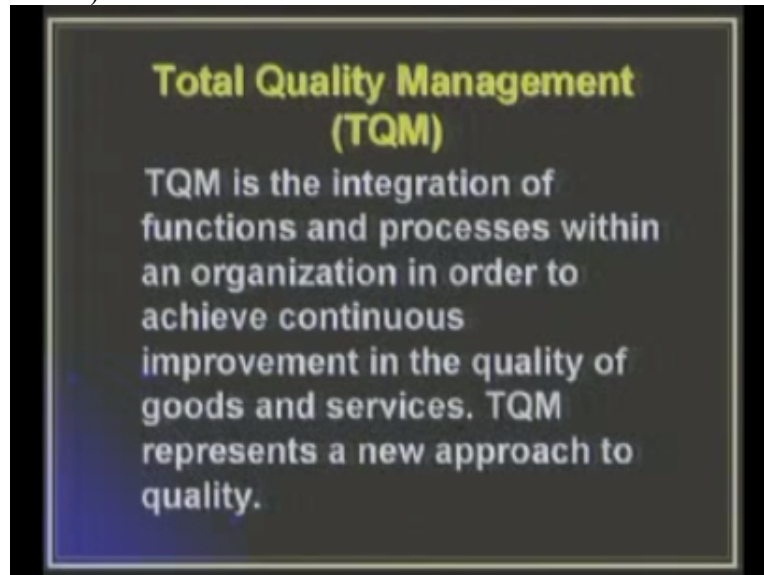 Total Quality Management
(TQM)
TQM is the integration of
functions and processes within
an organization in order to
achieve continuous
improvement in the quality of
goods and services. TQM
represents a new approach to
quality.